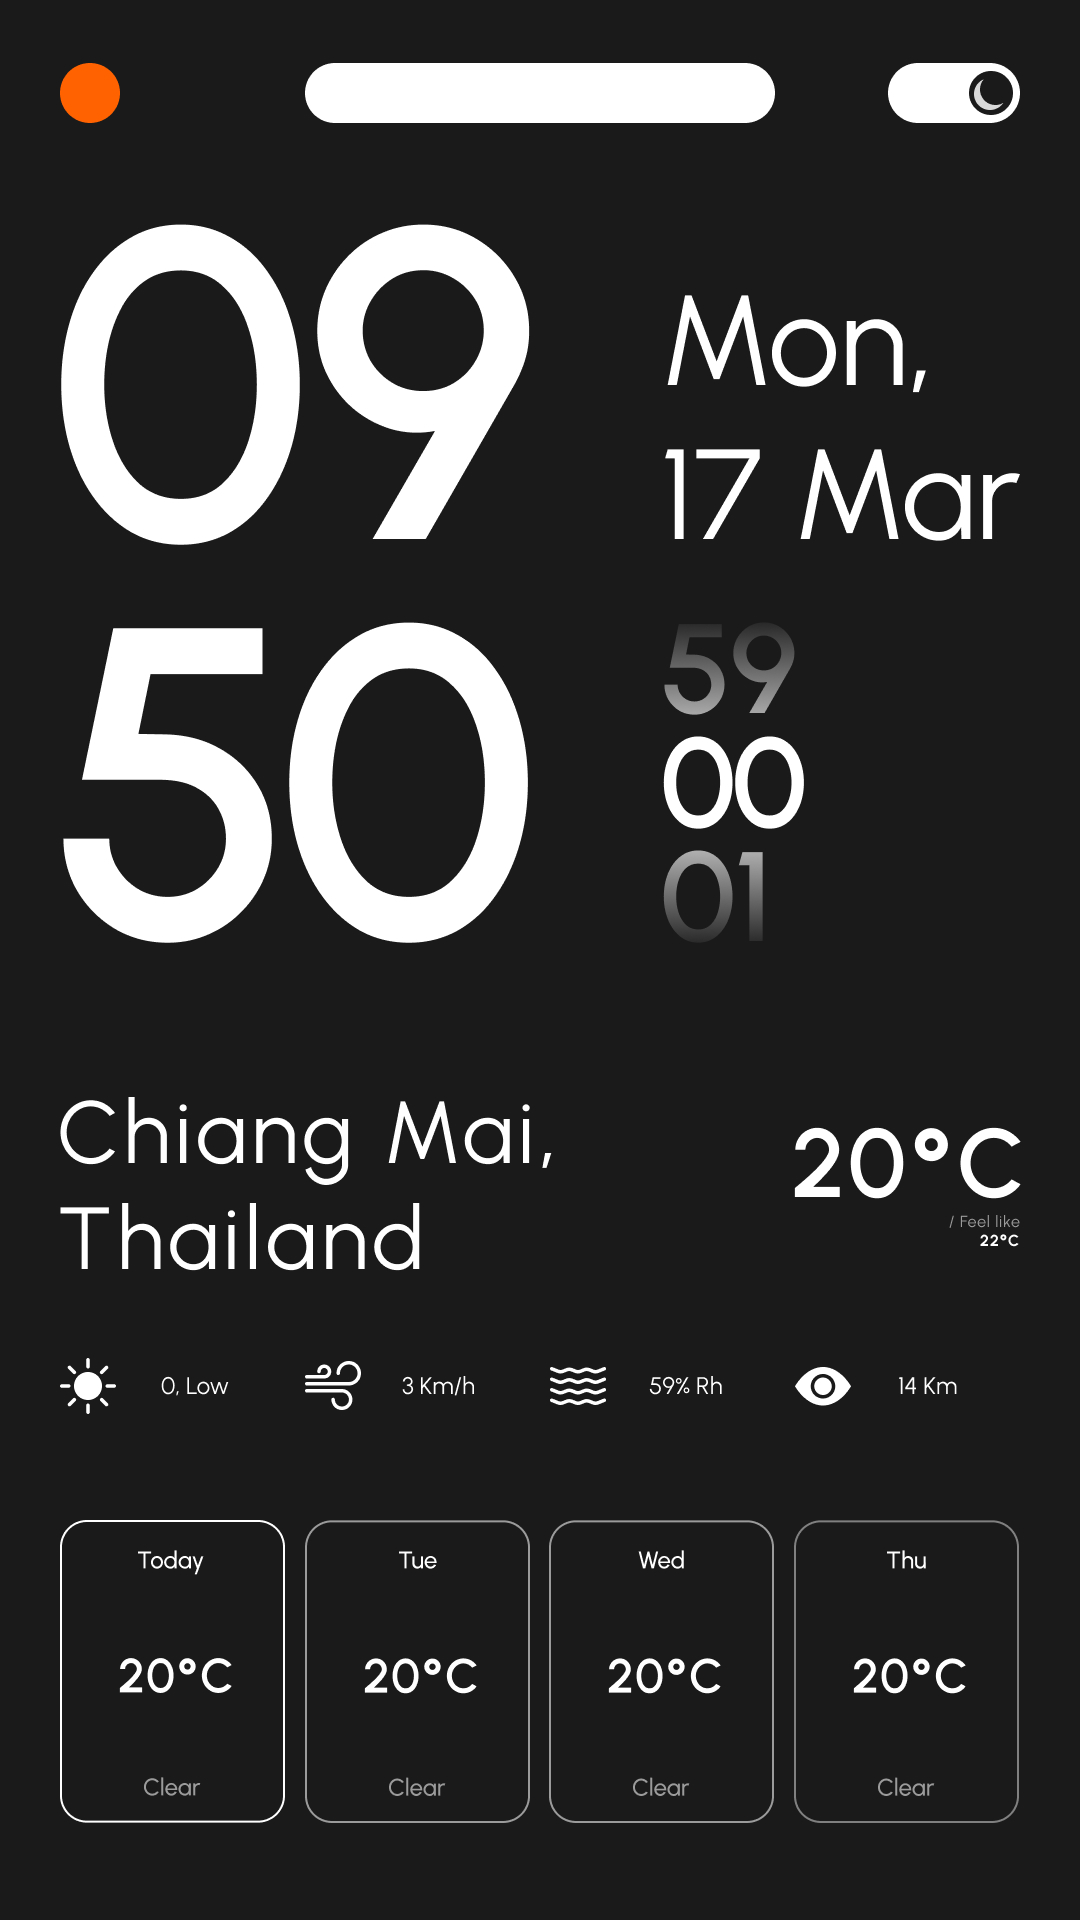 09
Mon,
17 Mar
50
59
00
01
Chiang Mai,
Thailand
20°C
/ Feel like
22°C
0, Low
3 Km/h
59% Rh
14 Km
Today
20°C
Clear
Tue
20°C
Clear
Wed
20°C
Clear
Thu
20°C
Clear